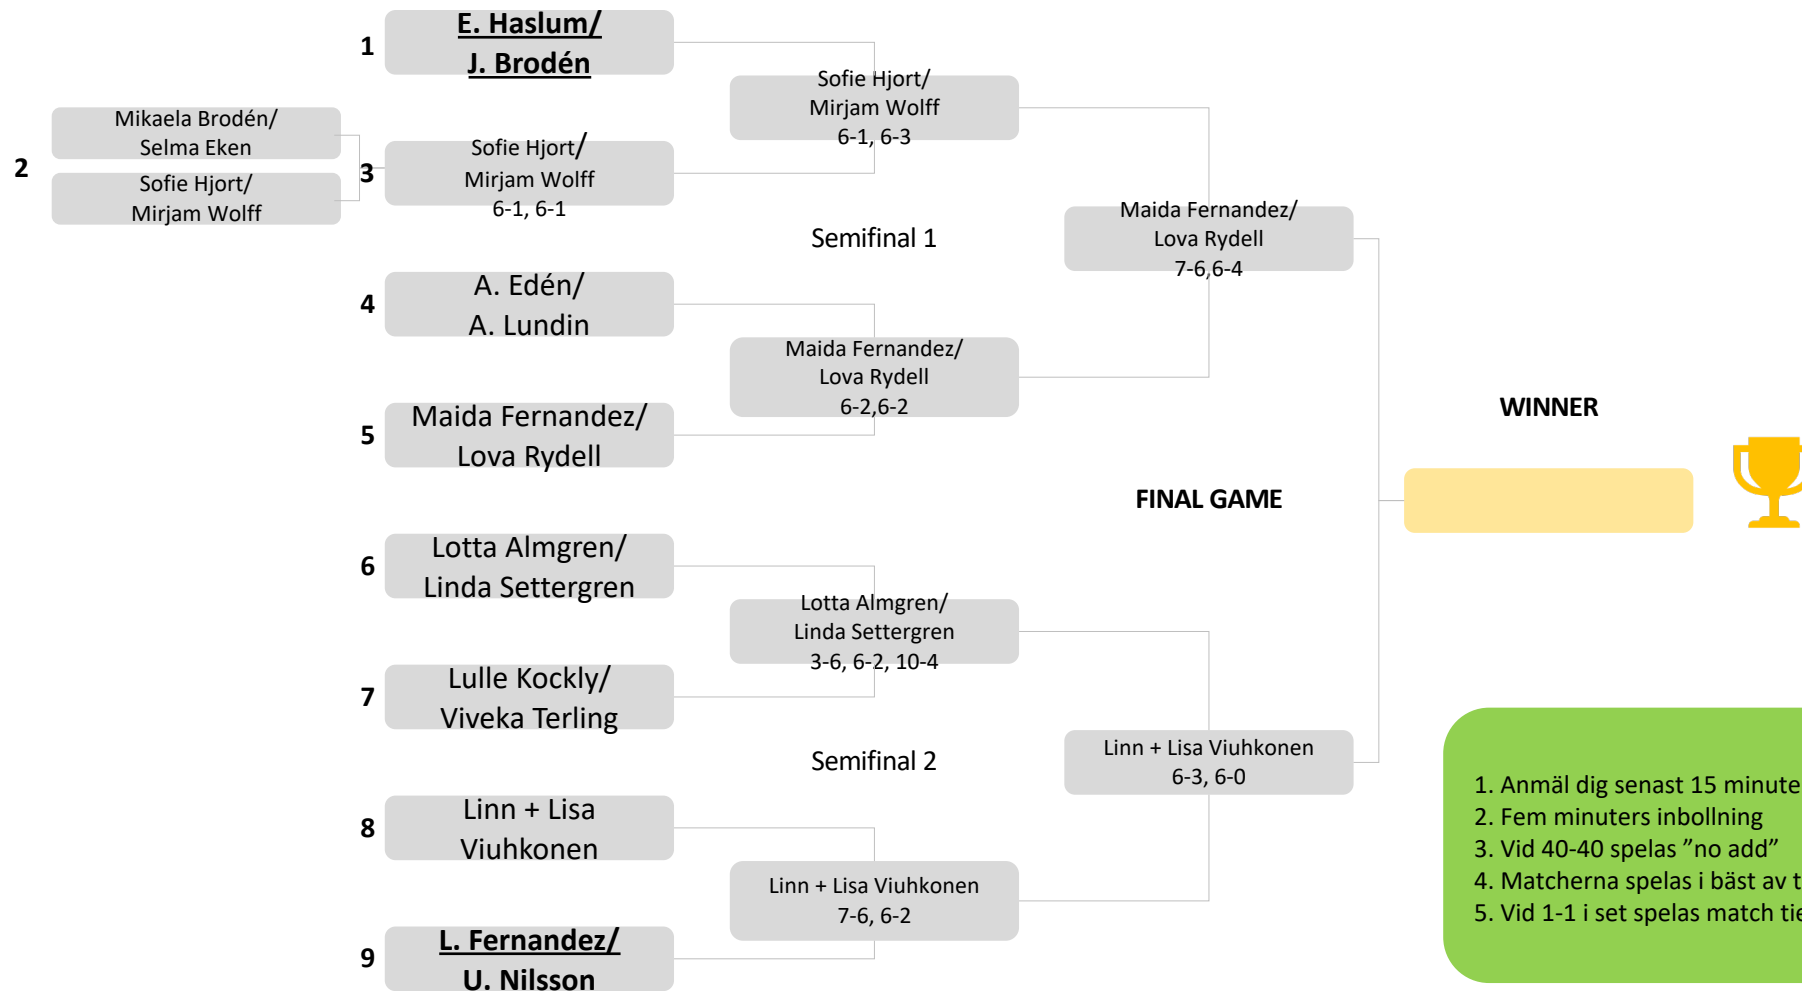 1
E. Haslum/
J. Brodén
2
Mikaela Brodén/
Selma Eken
Sofie Hjort/
Mirjam Wolff
3
Sofie Hjort/
Mirjam Wolff
6-1, 6-1
Sofie Hjort/
Mirjam Wolff
6-1, 6-3
Semifinal 1
Maida Fernandez/
Lova Rydell
7-6,6-4
4
A. Edén/
A. Lundin
Maida Fernandez/
Lova Rydell
6-2,6-2
5
Maida Fernandez/
Lova Rydell
WINNER
FINAL GAME
6
Lotta Almgren/
Linda Settergren
Lotta Almgren/
Linda Settergren
3-6, 6-2, 10-4
7
Lulle Kockly/
Viveka Terling
Semifinal 2
Linn + Lisa Viuhkonen
6-3, 6-0
8
Linn + Lisa
Viuhkonen
Linn + Lisa Viuhkonen
7-6, 6-2
9
L. Fernandez/
U. Nilsson
1. Anmäl dig senast 15 minute
2. Fem minuters inbollning
3. Vid 40-40 spelas ”no add”
4. Matcherna spelas i bäst av t
5. Vid 1-1 i set spelas match tie